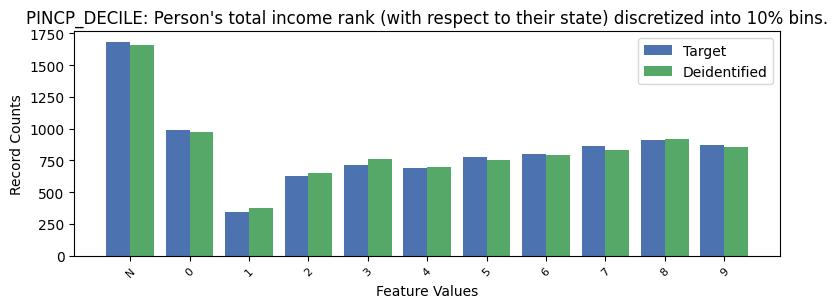 PINCP_DECILE: Person's total income rank (with respect to their state) discretized into 10% bins.
1750
1500
1250
1000
750
500
250
0
Record Counts
Target
Deidentified
N 0 1 2 3 4 5 6 7 8 9
Feature Values